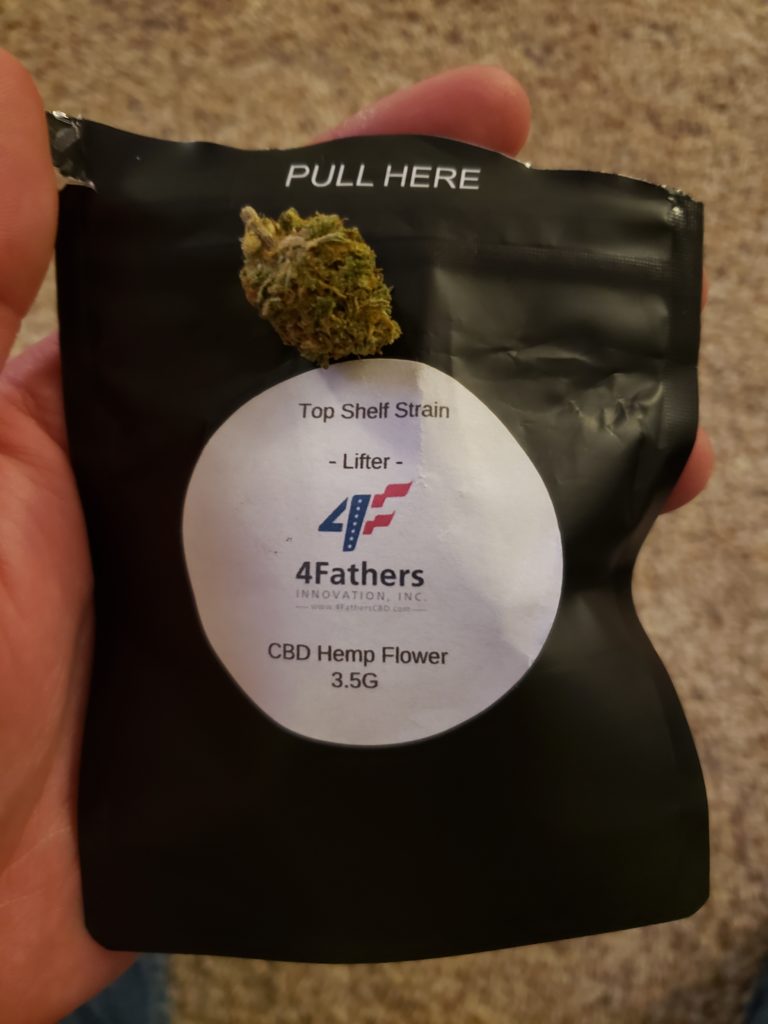 PULL HERE
Top Shelf Strain
- Lifter -
4F
4Fathers
INNOVATION, INC.
www.4FathersCBD.com
CBD Hemp Flower
3.5G